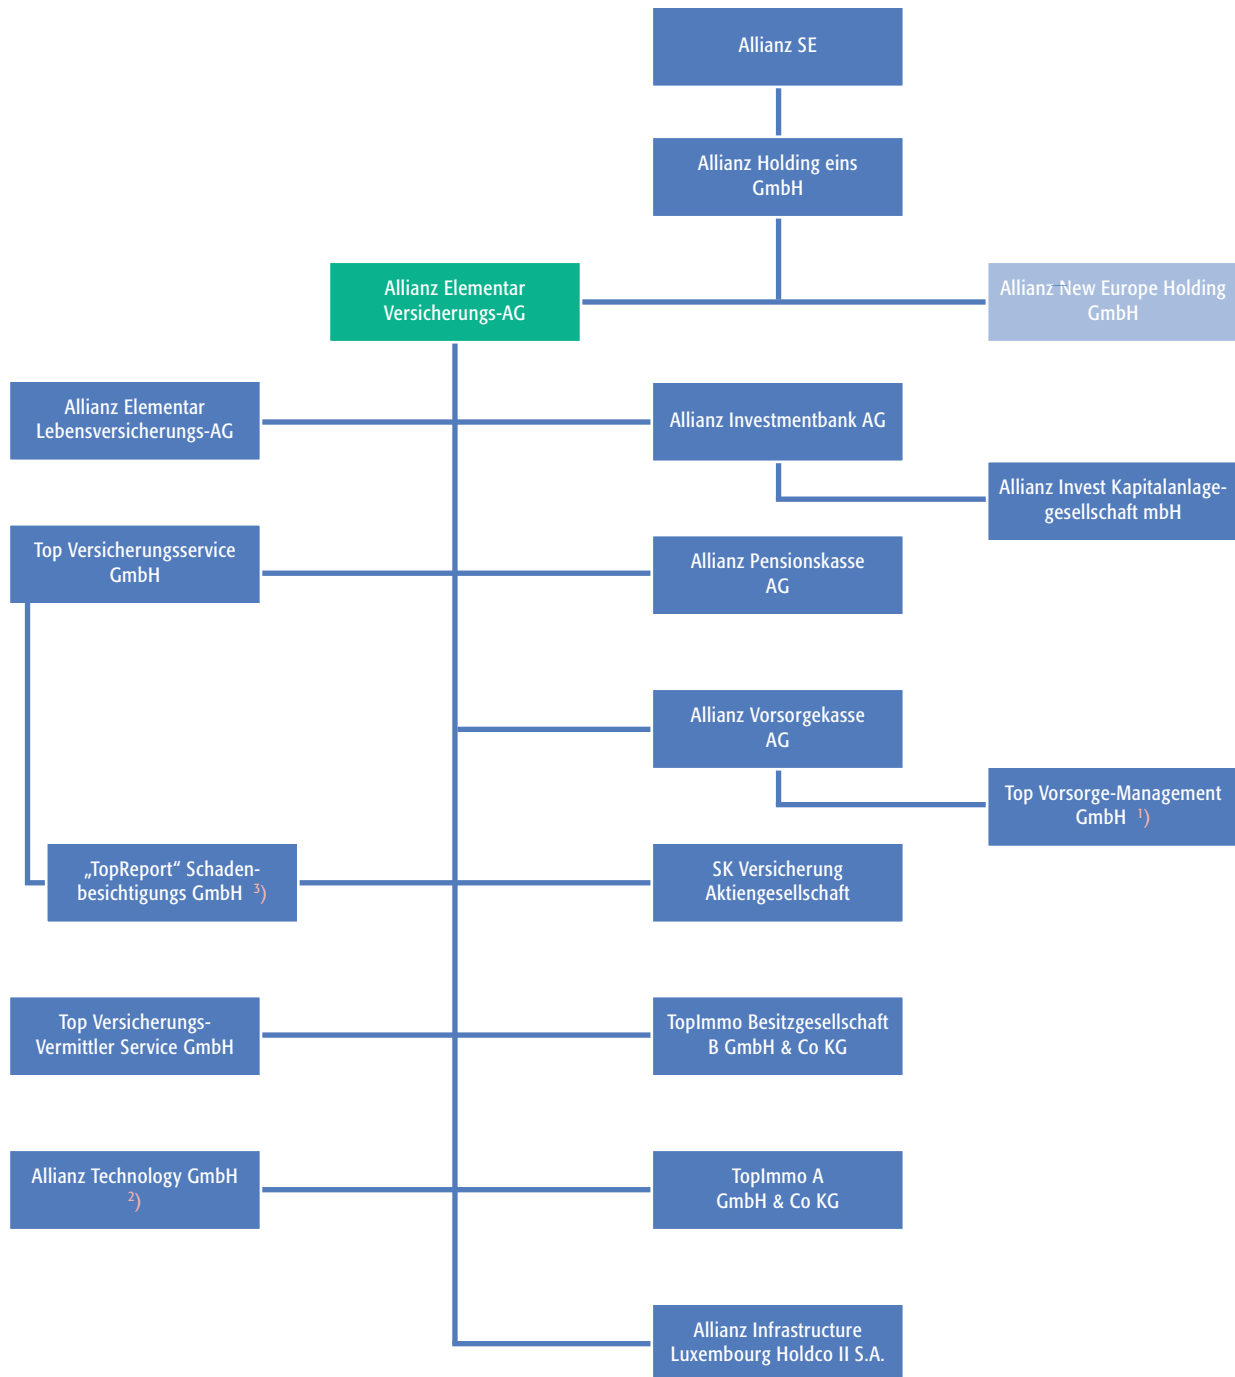 Allianz SE
Allianz Holding eins
GmbH
Allianz Elementar
Versicherungs-AG
Allianz New Europe Holding
GmbH
Allianz Elementar
Lebensversicherungs-AG
Allianz Investmentbank AG
Allianz Invest Kapitalanlage-
gesellschaft mbH
Top Versicherungsservice
GmbH
Allianz Pensionskasse
AG
Allianz Vorsorgekasse
AG
Top Vorsorge-Management
GmbH ¹)
„TopReport“ Schaden-
besichtigungs GmbH ³)
SK Versicherung
Aktiengesellschaft
Top Versicherungs-
Vermittler Service GmbH
TopImmo Besitzgesellschaft
B GmbH & Co KG
Allianz Technology GmbH
²)
TopImmo A
GmbH & Co KG
Allianz Infrastructure
Luxembourg Holdco II S.A.